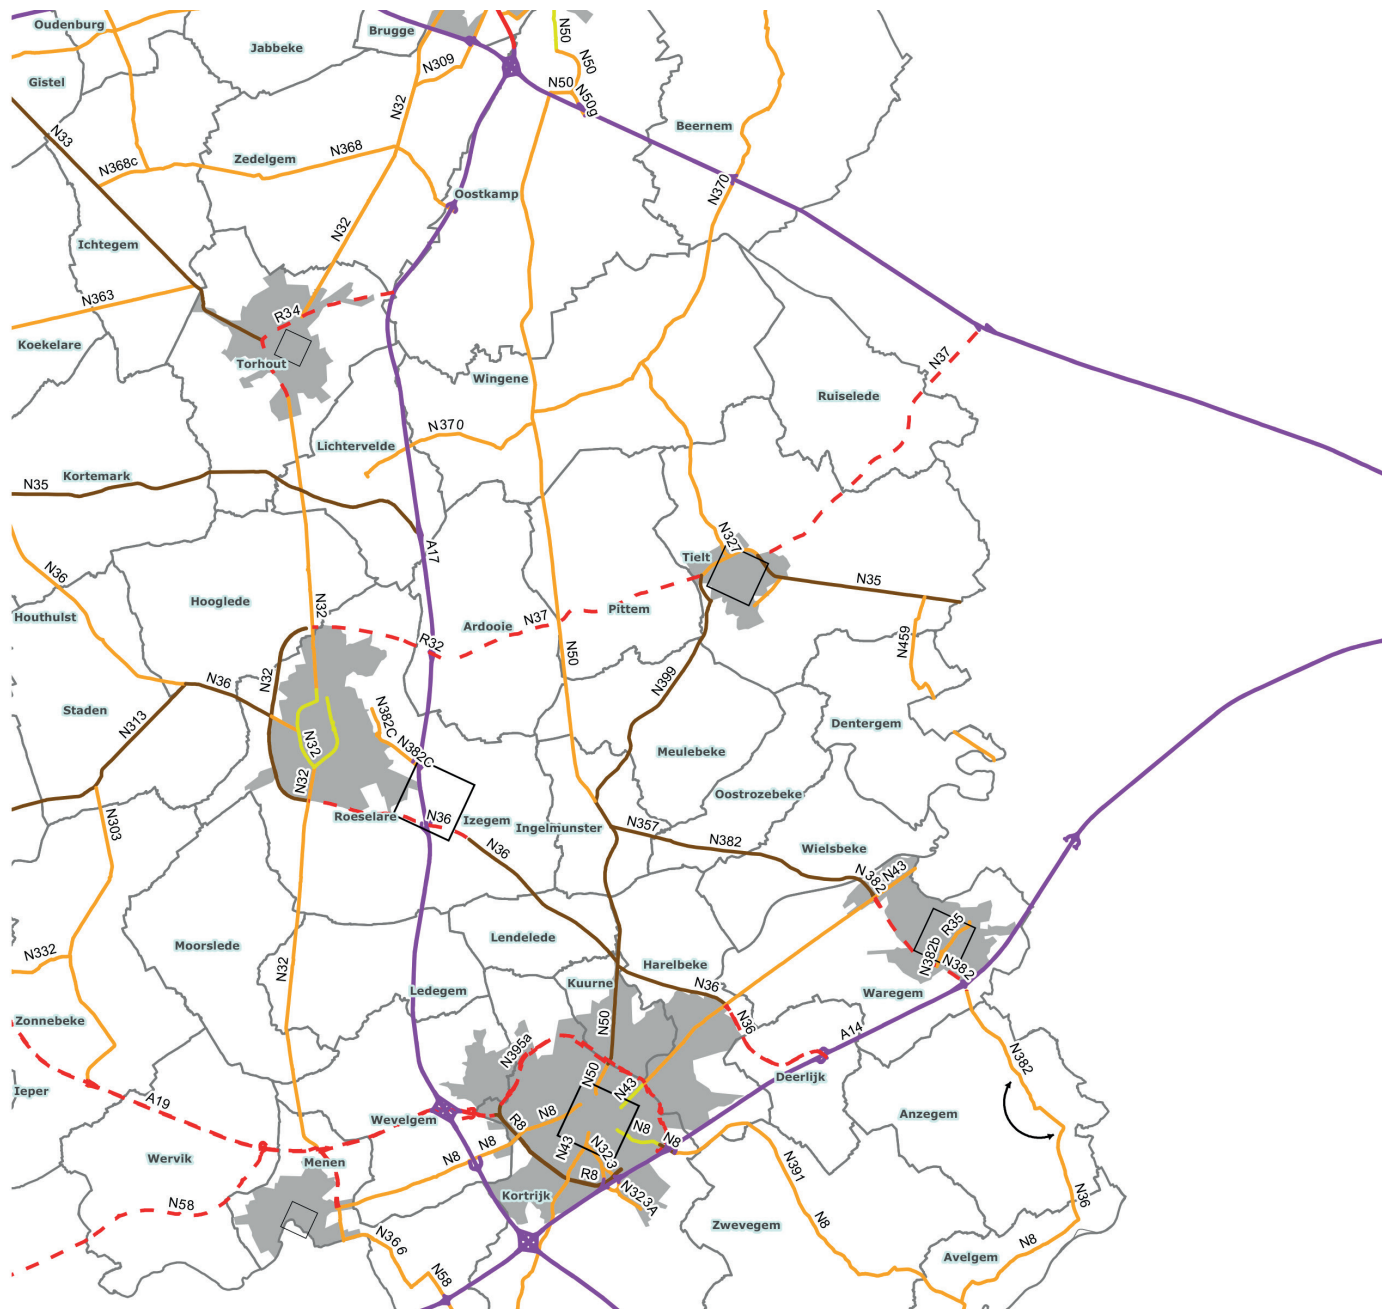 Oudenburg
Brugge
N50
Jabbeke
N309
N50
Gistel
N50
N50g
N32
N33
Beernem
N368
N368c
Zedelgem
N370
Oostkamp
N32
Ichtegem
N363
R34
Koekelare
N37
Torhout
Wingene
Ruiselede
N370
Lichtervelde
Kortemark
N35
A17
N327
Tielt
N36
N35
Hooglede
N32
Pittem
Houthulst
N37
Ardooie
R32
N459
N50
N32
N36
N399
Staden
N313
N382C
Dentergem
N32
N382C
Meulebeke
N32
Oostrozebeke
Roeselare
N36
Izegem
Ingelmunster
N357
N303
N382
N36
Wielsbeke
N382
N43
R35
N332
Moorslede
Lendelede
N382b
N32
Harelbeke
N382
Kuurne
N36
Ledegem
Waregem
Zonnebeke
N50
N36
A14
N395a
N382
Ieper
N50
Deerlijk
A19
N43
N8
R8
Wevelgem
Anzegem
N8
N8
N8
N43
Wervik
N8
N323
Menen
R8
N391
N58
Kortrijk
N323A
N36
N8
Zwevegem
N366
N8
Avelgem
N58